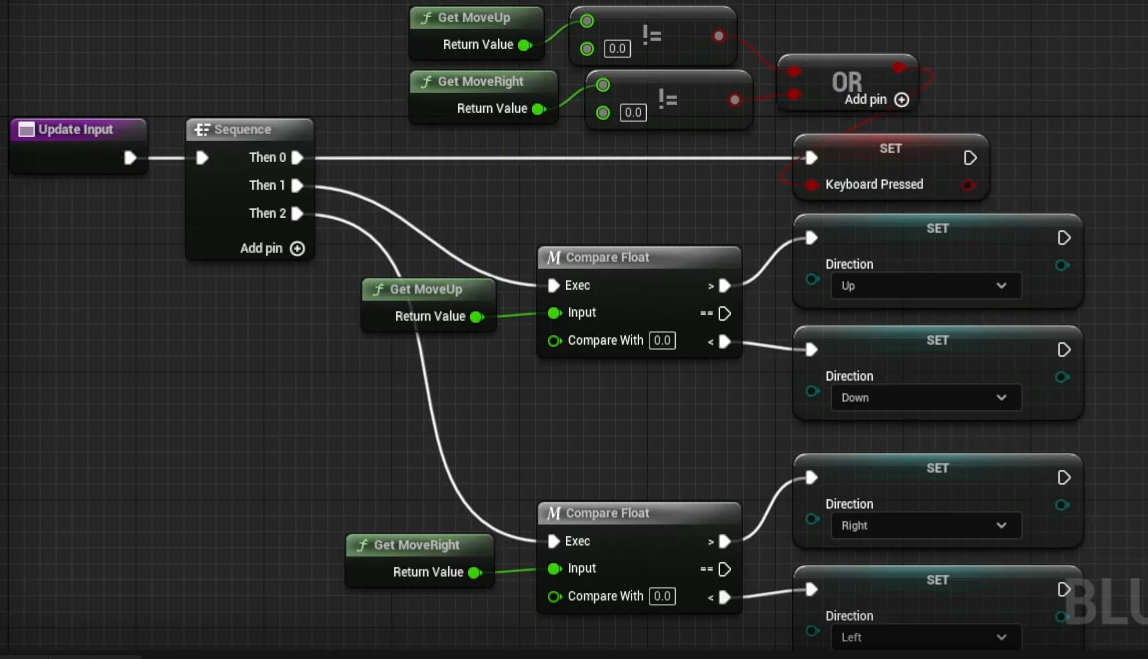 Get MoveUp
Return Value
0.0
!=
Get MoveRight
Return Value
0.0
!=
OR
Add pin
Update Input
Sequence
Then 0
Then 1
Then 2
Add pin
SET
Keyboard Pressed
Get MoveUp
Return Value
Compare Float
Exec
>
Input
==
Compare With 0.0
<
SET
Direction
Up
SET
Direction
Down
Get MoveRight
Return Value
Compare Float
Exec
>
Input
==
Compare With 0.0
<
SET
Direction
Right
SET
Direction
Left
BLU